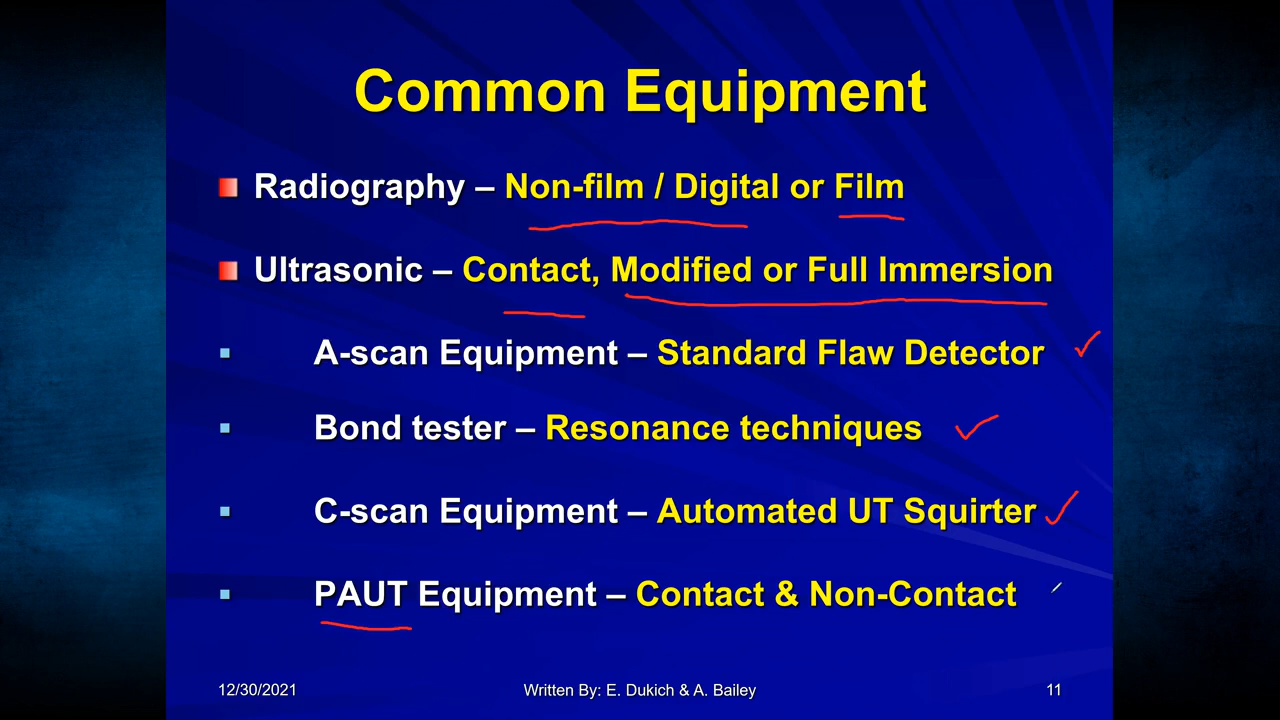 Common Equipment
Radiography – Non-film / Digital or Film
Ultrasonic – Contact, Modified or Full Immersion
A-scan Equipment – Standard Flaw Detector
Bond tester – Resonance techniques
C-scan Equipment – Automated UT Squirter
PAUT Equipment – Contact & Non-Contact
12/30/2021 Written By: E. Dukich & A. Bailey 11